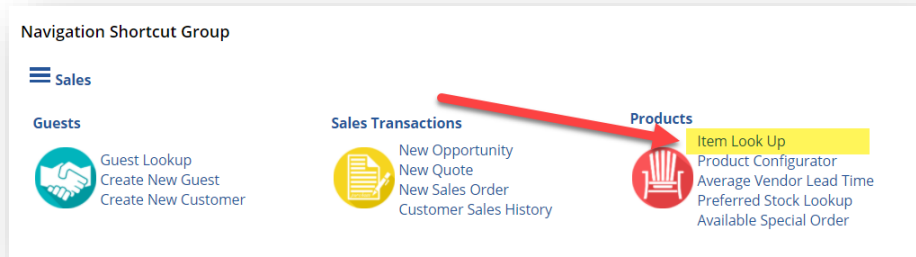 Navigation Shortcut Group
Sales
Guests
Guest Lookup
Create New Guest
Create New Customer
Sales Transactions
New Opportunity
New Quote
New Sales Order
Customer Sales History
Products
Item Look Up
Product Configurator
Average Vendor Lead Time
Preferred Stock Lookup
Available Special Order